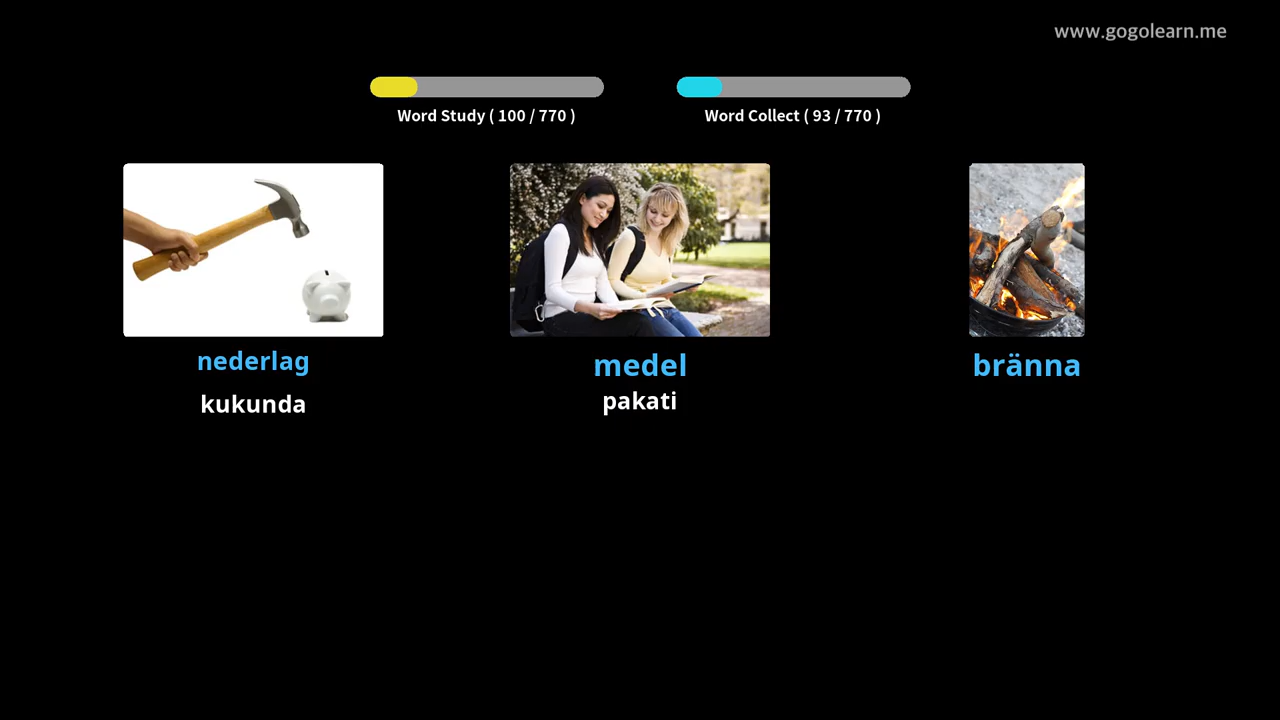 www.gogolearn.me
Word Study ( 100 / 770 )
Word Collect ( 93 / 770 )
nederlag
kukunda
medel
pakati
bränna